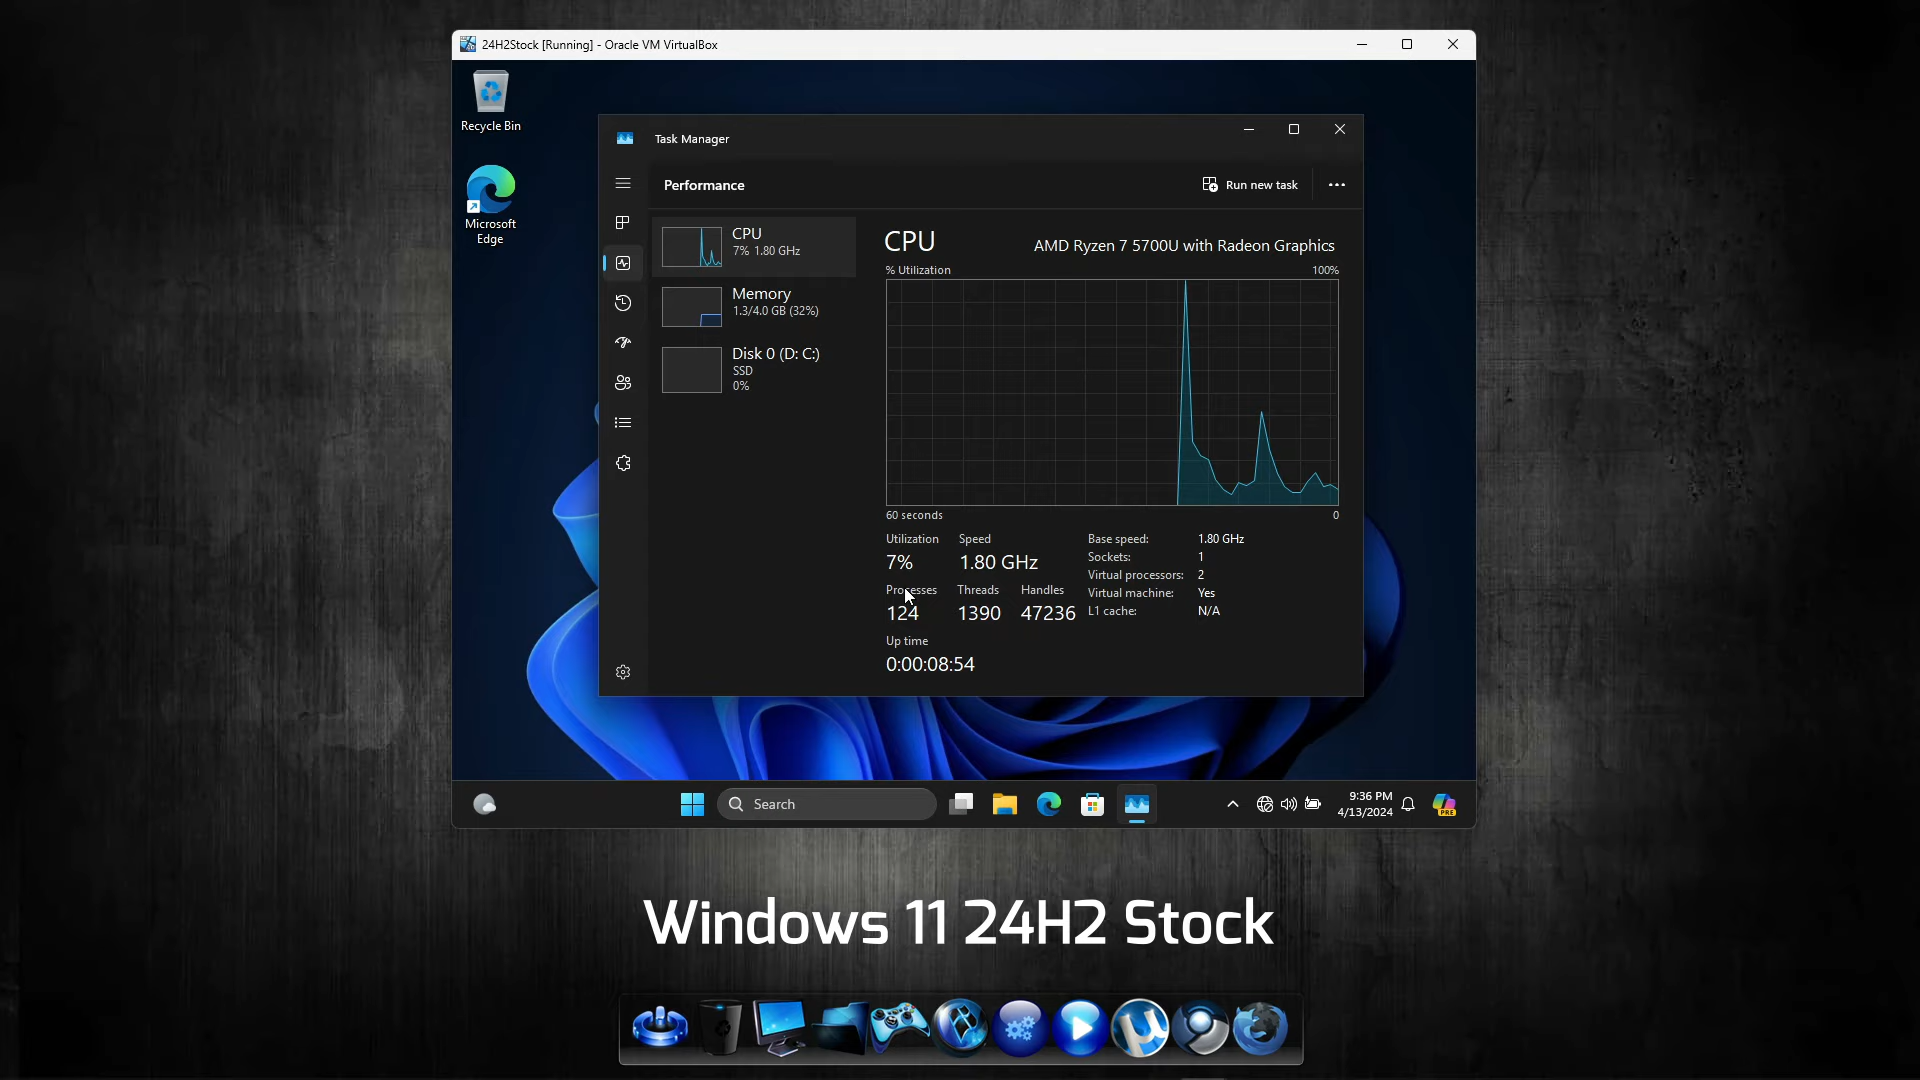 24H2Stock [Running] - Oracle VM VirtualBox
Recycle Bin
Microsoft
Edge
Task Manager
Performance
Run new task
CPU
7% 1.80 GHz
Memory
1.3/4.0 GB (32%)
Disk 0 (D: C:)
SSD
0%
CPU
AMD Ryzen 7 5700U with Radeon Graphics
% Utilization
100%
60 seconds
0
Utilization
Speed
7%
1.80 GHz
Processes
Threads
Handles
124
1390
47236
Up time
0:00:08:54
Base speed: 1.80 GHz
Sockets: 1
Virtual processors: 2
Virtual machine: Yes
L1 cache: N/A
Search
9:36 PM
4/13/2024
PRE
Windows 11 24H2 Stock